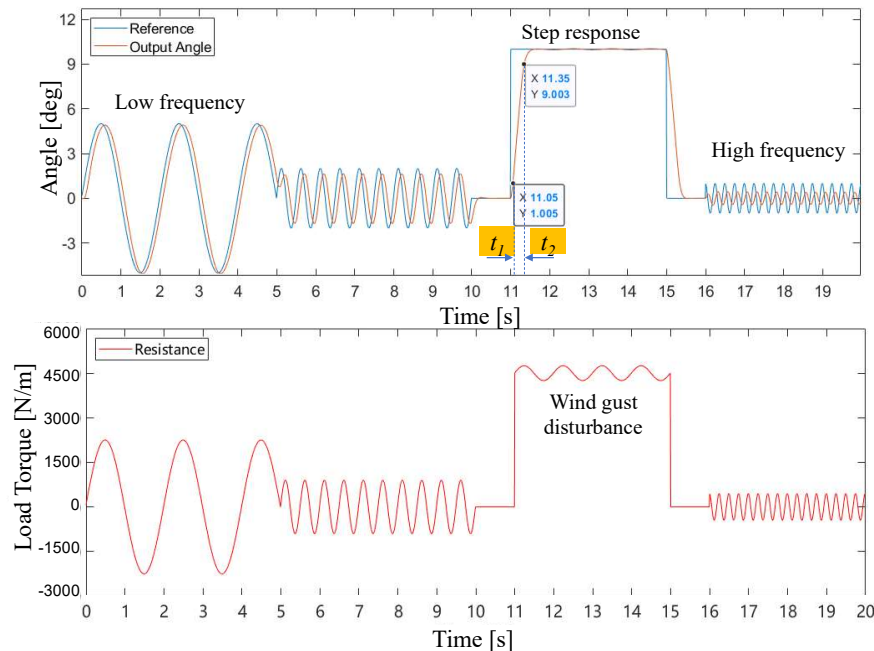 12
9
6
3
0
-3
Angle [deg]
Reference
Output Angle
Low frequency
Step response
High frequency
X 11.35
Y 9.003
X 11.05
Y 1.005
t1
t2
0 1 2 3 4 5 6 7 8 9 10 11 12 13 14 15 16 17 18 19
Time [s]
6000
4500
3000
1500
0
-1500
-3000
Load Torque [N/m]
Resistance
Wind gust
disturbance
0 1 2 3 4 5 6 7 8 9 10 11 12 13 14 15 16 17 18 19 20
Time [s]